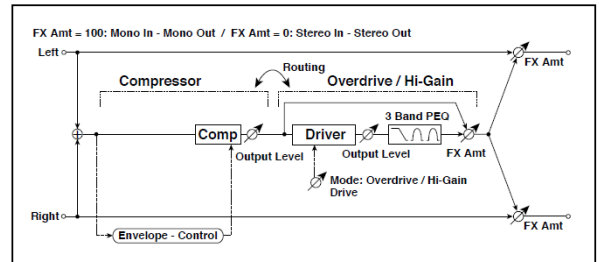 FX Amt = 100: Mono In - Mono Out / FX Amt = 0: Stereo In - Stereo Out
Left
FX Amt
Routing
Compressor
Overdrive / Hi-Gain
3 Band PEQ
Comp
Driver
Output Level
Output Level
FX Amt
Mode: Overdrive / Hi-Gain
Drive
Right
FX Amt
Envelope - Control